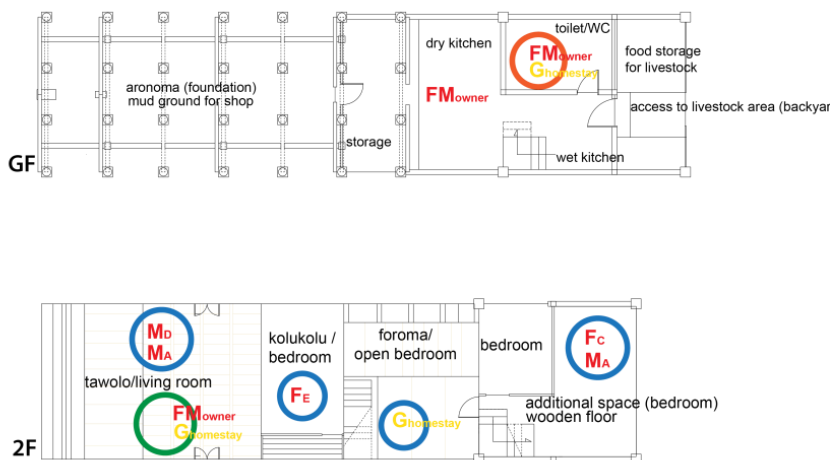 toilet/WC
dry kitchen
FMowner
Ghomestay
food storage
for livestock
aronoma (foundation)
mud ground for shop
FMowner
access to livestock area (backyar
storage
wet kitchen
GF
MD
MA
kolukolu /
bedroom
foroma/
open bedroom
bedroom
FC
MA
tawolo/living room
FE
FMowner
Ghomestay
Ghomestay
additional space (bedroom)
wooden floor
2F